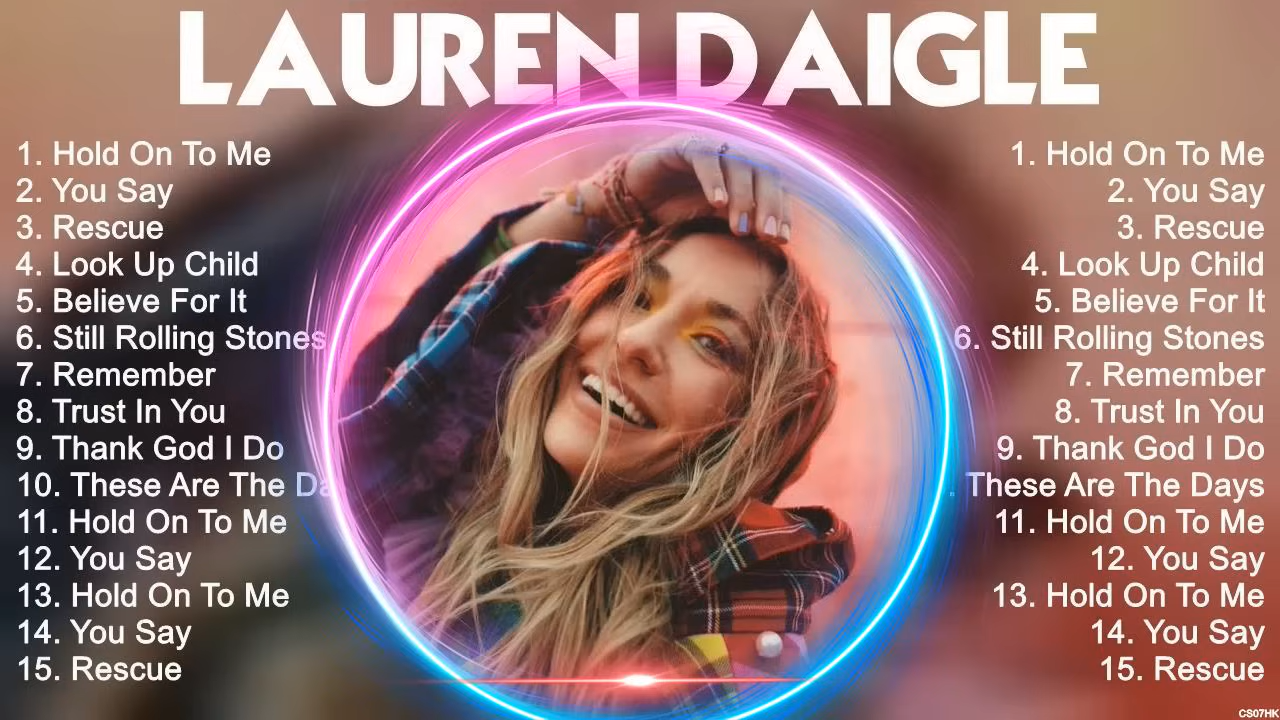 LAUREN DAIGLE
1. Hold On To Me
2. You Say
3. Rescue
4. Look Up Child
5. Believe For It
6. Still Rolling Stones
7. Remember
8. Trust In You
9. Thank God I Do
10. These Are The Da
11. Hold On To Me
12. You Say
13. Hold On To Me
14. You Say
15. Rescue
1. Hold On To Me
2. You Say
3. Rescue
4. Look Up Child
5. Believe For It
6. Still Rolling Stones
7. Remember
8. Trust In You
9. Thank God I Do
These Are The Days
11. Hold On To Me
12. You Say
13. Hold On To Me
14. You Say
15. Rescue
CS07HK